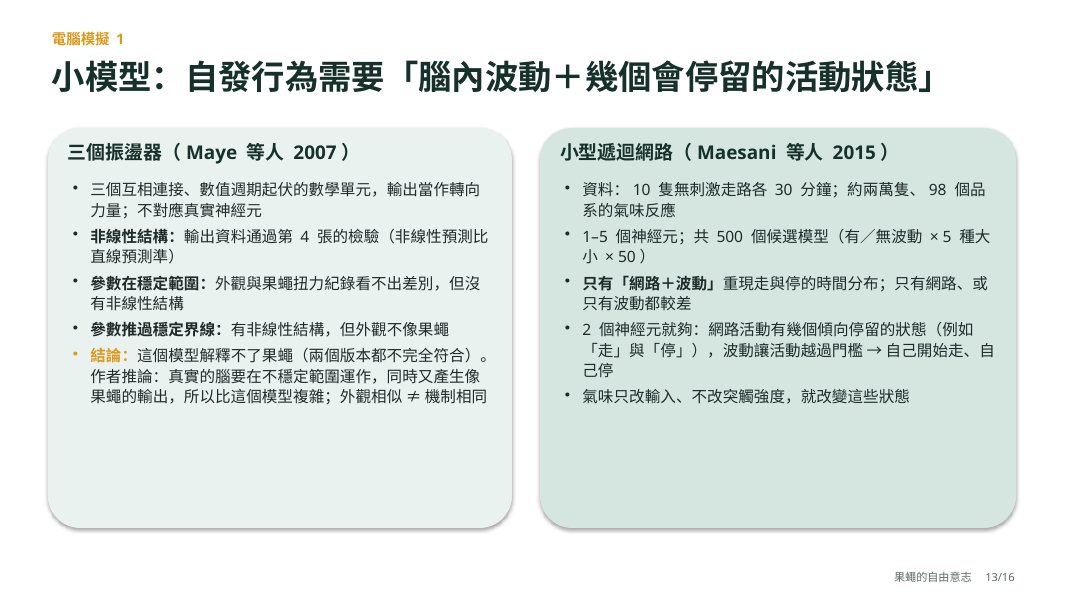 電腦模擬 1
小模型：自發行為需要「腦內波動＋幾個會停留的活動狀態」
三個振盪器（ Maye 等人 2007 ）
• 三個互相連接、數值週期起伏的數學單元，輸出當作轉向
力量；不對應真實神經元
• 非線性結構：輸出資料通過第 4 張的檢驗（非線性預測比
直線預測準）
• 參數在穩定範圍：外觀與果蠅扭力紀錄看不出差別，但沒
有非線性結構
• 參數推過穩定界線：有非線性結構，但外觀不像果蠅
• 結論：這個模型解釋不了果蠅（兩個版本都不完全符合）。
作者推論：真實的腦要在不穩定範圍運作，同時又產生像
果蠅的輸出，所以比這個模型複雜；外觀相似 ≠ 機制相同
小型遞迴網路（ Maesani 等人 2015 ）
• 資料： 10 隻無刺激走路各 30 分鐘；約兩萬隻、 98 個品
系的氣味反應
• 1–5 個神經元；共 500 個候選模型（有／無波動 × 5 種大
小 × 50 ）
• 只有「網路＋波動」重現走與停的時間分布；只有網路、或
只有波動都較差
• 2 個神經元就夠：網路活動有幾個傾向停留的狀態（例如
「走」與「停」），波動讓活動越過門檻 → 自己開始走、自
己停
• 氣味只改輸入、不改突觸強度，就改變這些狀態
果蠅的自由意志 13/16